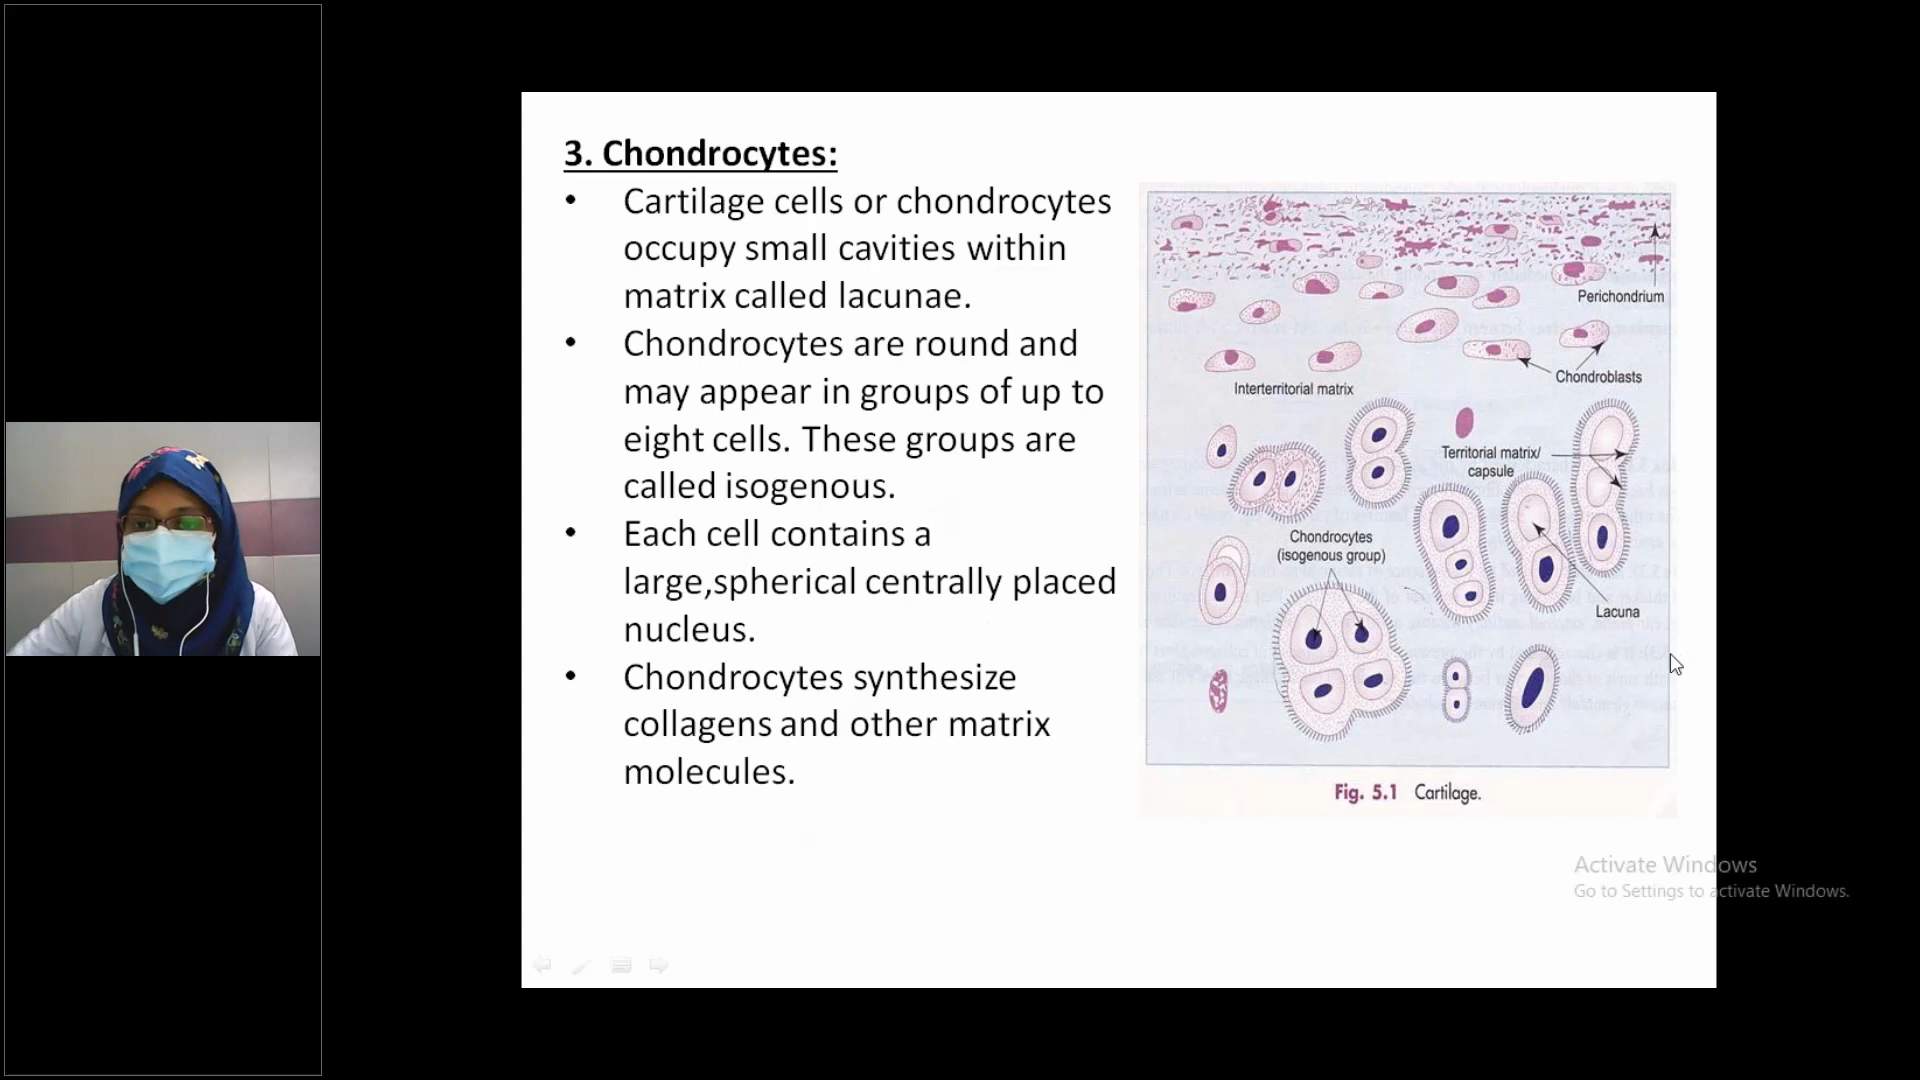 3. Chondrocytes:
• Cartilage cells or chondrocytes
occupy small cavities within
matrix called lacunae.
• Chondrocytes are round and
may appear in groups of up to
eight cells. These groups are
called isogenous.
• Each cell contains a
large,spherical centrally placed
nucleus.
• Chondrocytes synthesize
collagens and other matrix
molecules.
Perichondrium
Chondroblasts
Interterritorial matrix
Territorial matrix/
capsule
Chondrocytes
(isogenous group)
Lacuna
Fig. 5.1 Cartilage.
Activate Windows
Go to Settings to activate Windows.